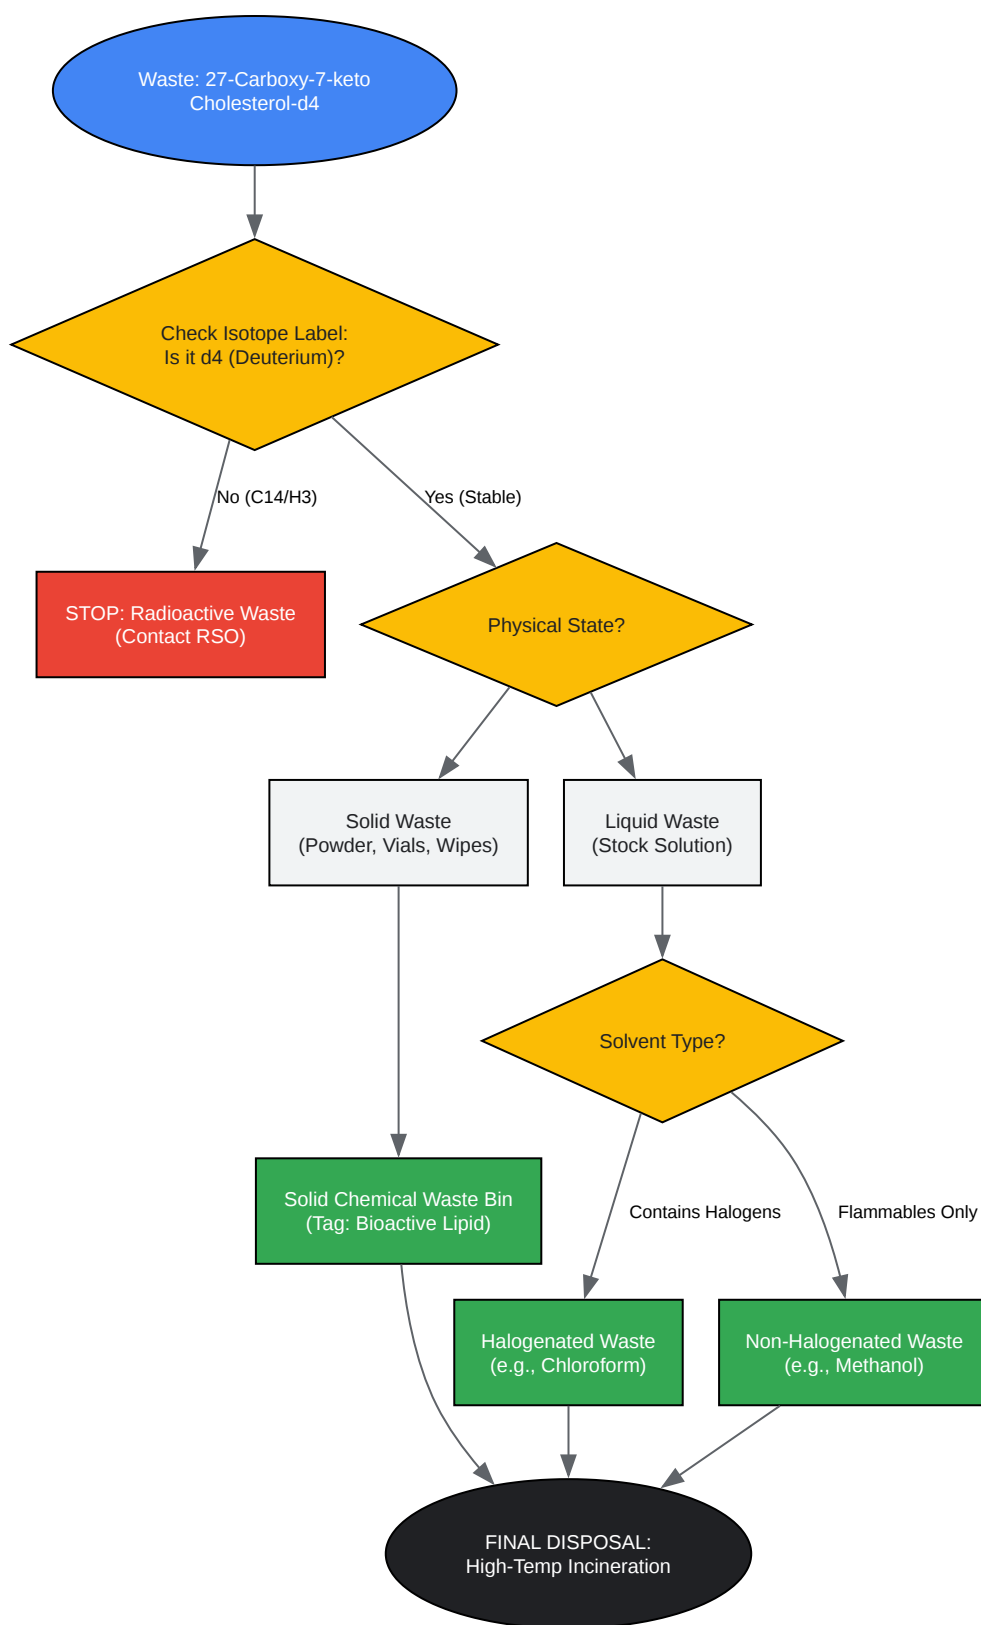 Waste: 27-Carboxy-7-keto
Cholesterol-d4
Check Isotope Label:
Is it d4 (Deuterium)?
No (C14/H3)
Yes (Stable)
STOP: Radioactive Waste
(Contact RSO)
Physical State?
Solid Waste
(Powder, Vials, Wipes)
Liquid Waste
(Stock Solution)
Solvent Type?
Solid Chemical Waste Bin
(Tag: Bioactive Lipid)
Contains Halogens
Flammables Only
Halogenated Waste
(e.g., Chloroform)
Non-Halogenated Waste
(e.g., Methanol)
FINAL DISPOSAL:
High-Temp Incineration